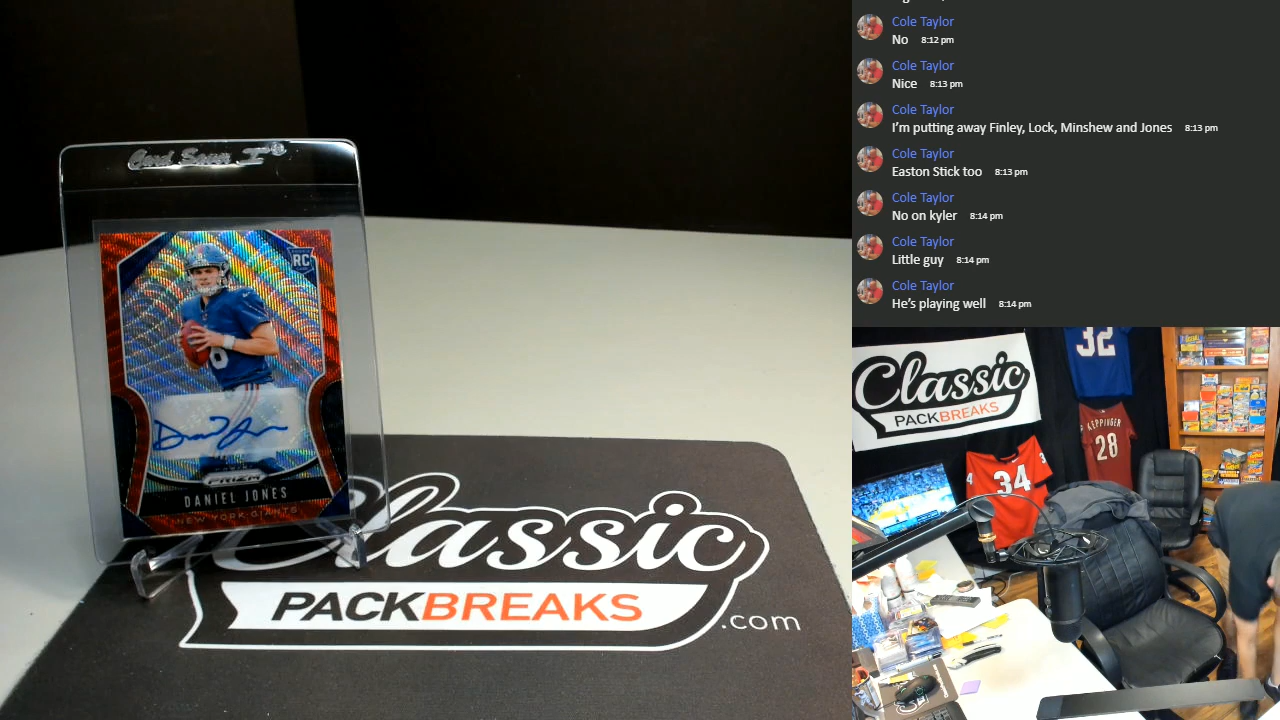 Cole Taylor
No 8:12 pm
Cole Taylor
Nice 8:13 pm
Cole Taylor
I'm putting away Finley, Lock, Minshew and Jones 8:13 pm
Cole Taylor
Easton Stick too 8:13 pm
Cole Taylor
No on kyler 8:14 pm
Cole Taylor
Little guy 8:14 pm
Cole Taylor
He's playing well 8:14 pm
Card Saver I
RC
8
PRIZM
DANIEL JONES
NEW YORK GIANTS
Classic
PACKBREAKS
.com
Classic
PACKBREAKS
32
KEPPINGER
28
34